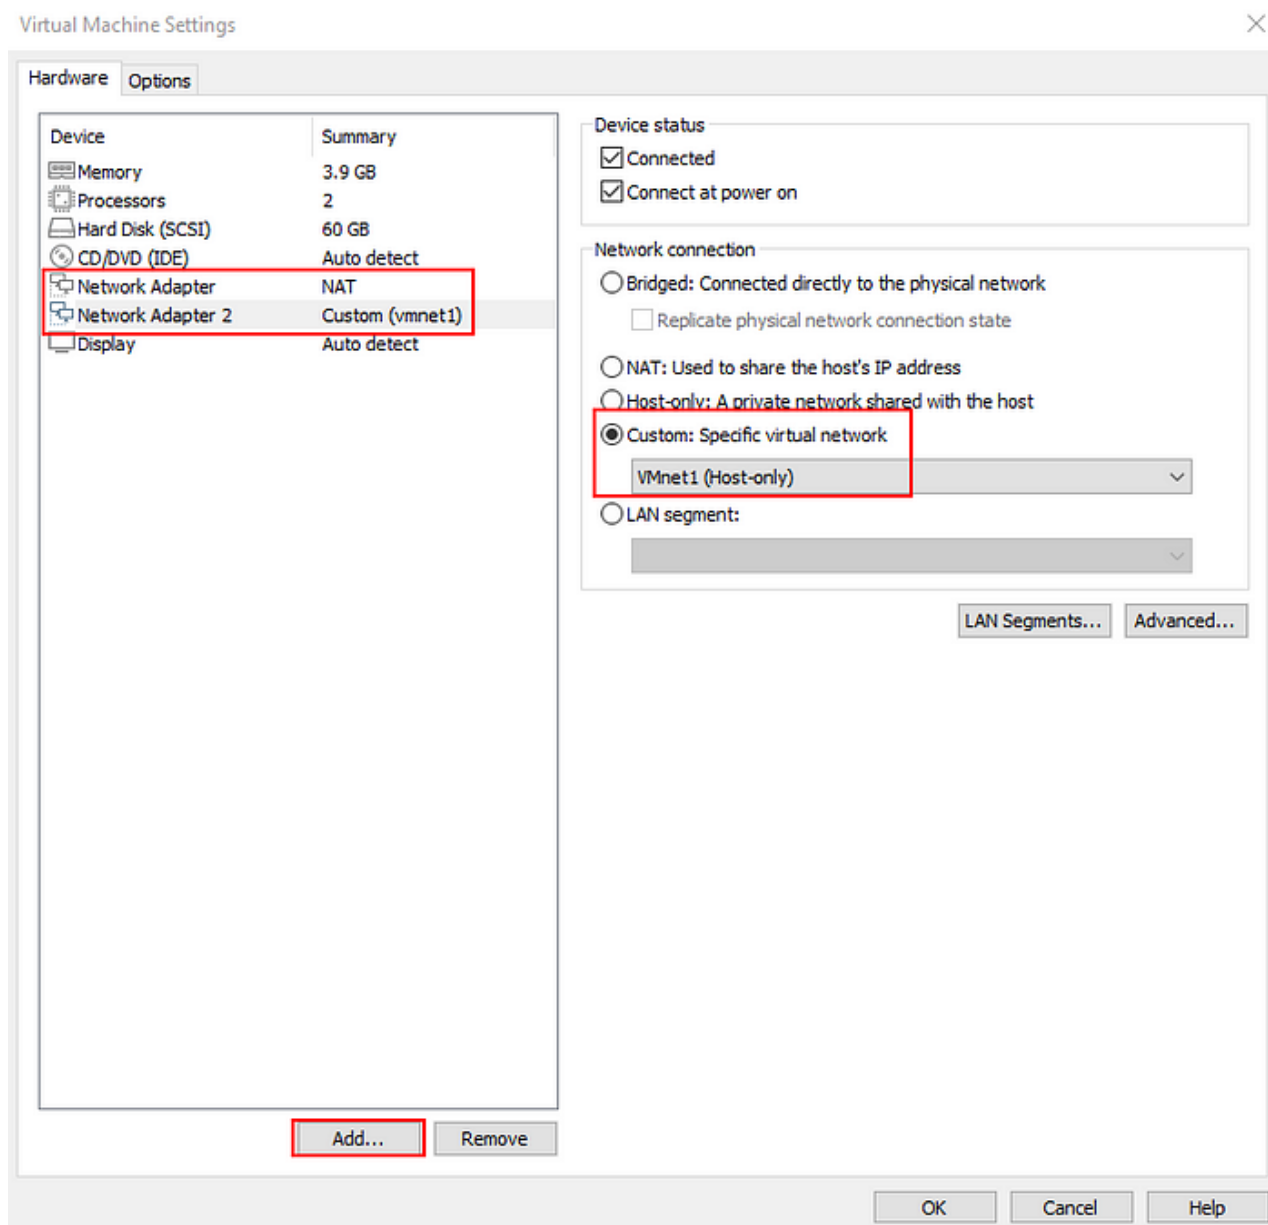 Virtual Machine Settings
Hardware Options
Device Summary
Memory 3.9 GB
Processors 2
Hard Disk (SCSI) 60 GB
CD/DVD (IDE) Auto detect
Network Adapter NAT
Network Adapter 2 Custom (vmnet1)
Display Auto detect
Add... Remove
Device status
Connected
Connect at power on
Network connection
Bridged: Connected directly to the physical network
Replicate physical network connection state
NAT: Used to share the host's IP address
Host-only: A private network shared with the host
Custom: Specific virtual network
VMnet1 (Host-only)
LAN segment:
LAN Segments... Advanced...
OK Cancel Help